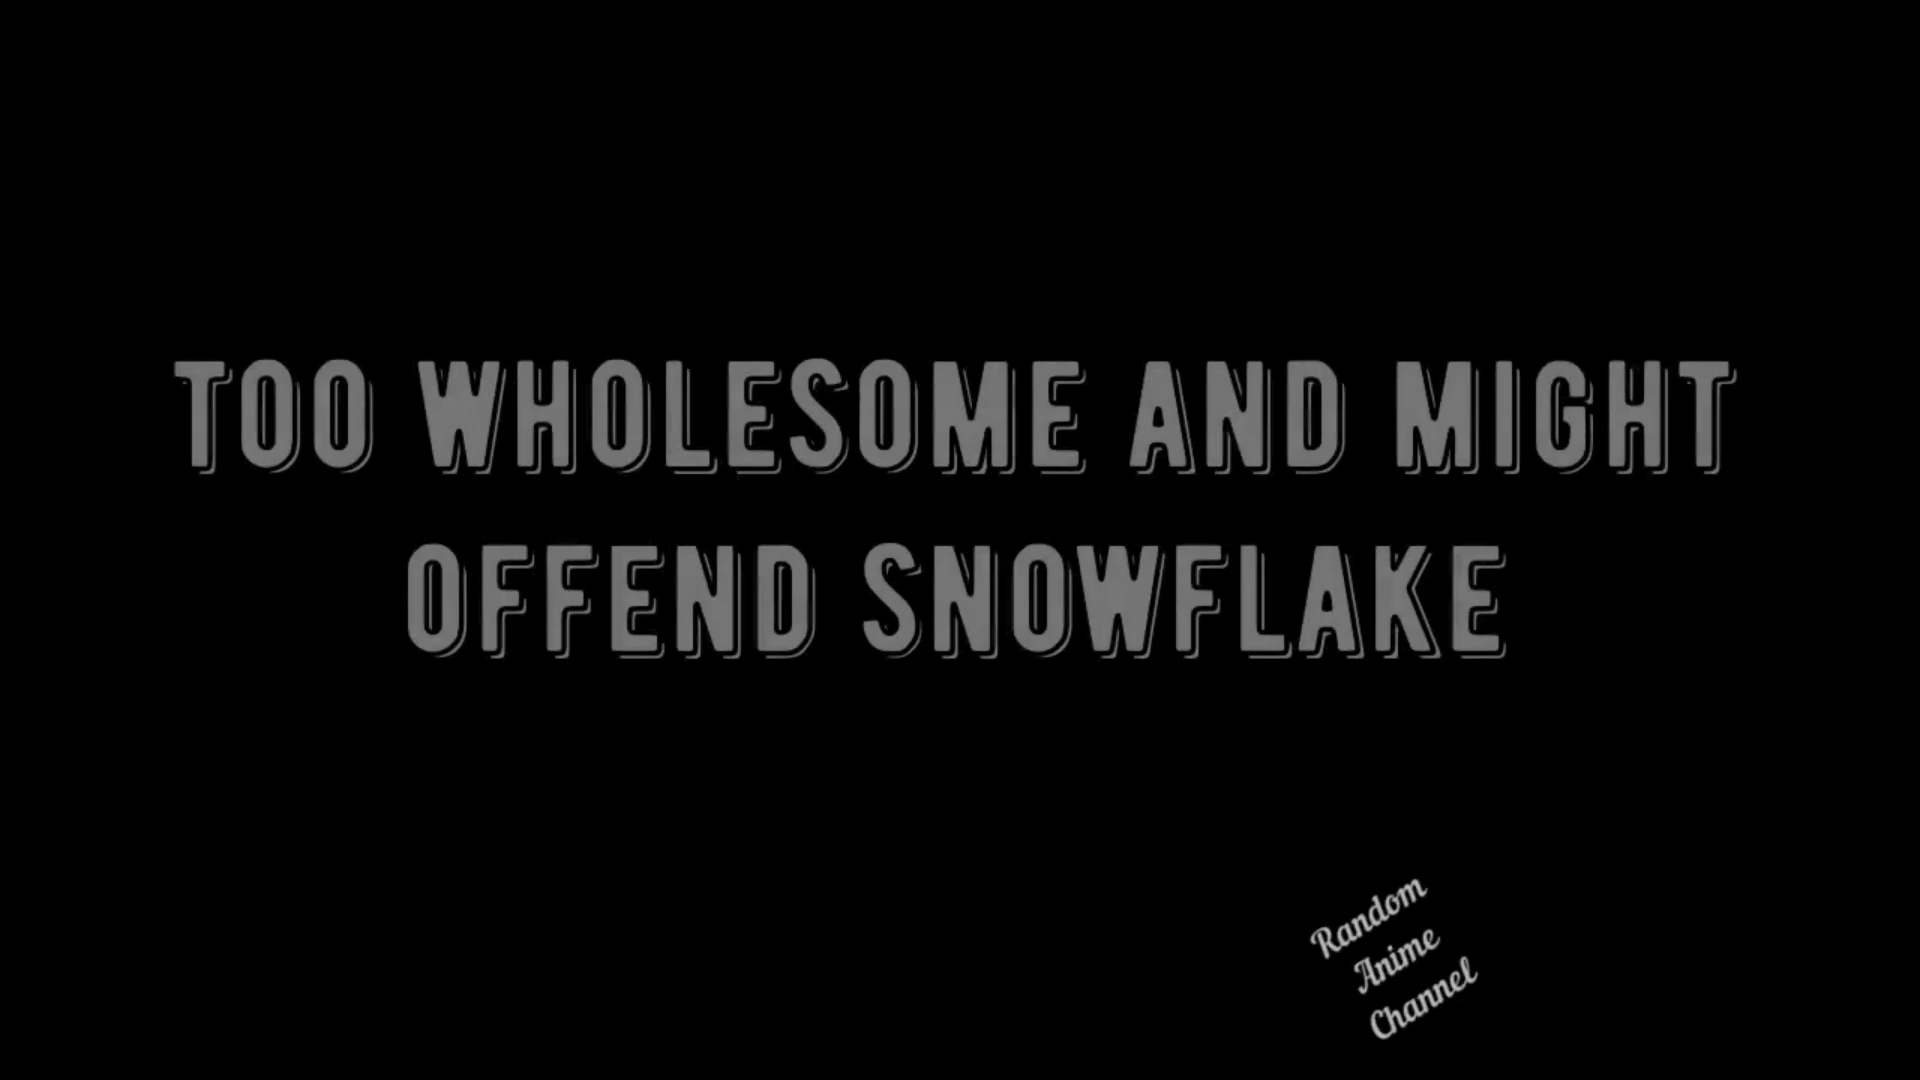 TOO WHOLESOME AND MIGHT
OFFEND SNOWFLAKE
Random
Anime
Channel